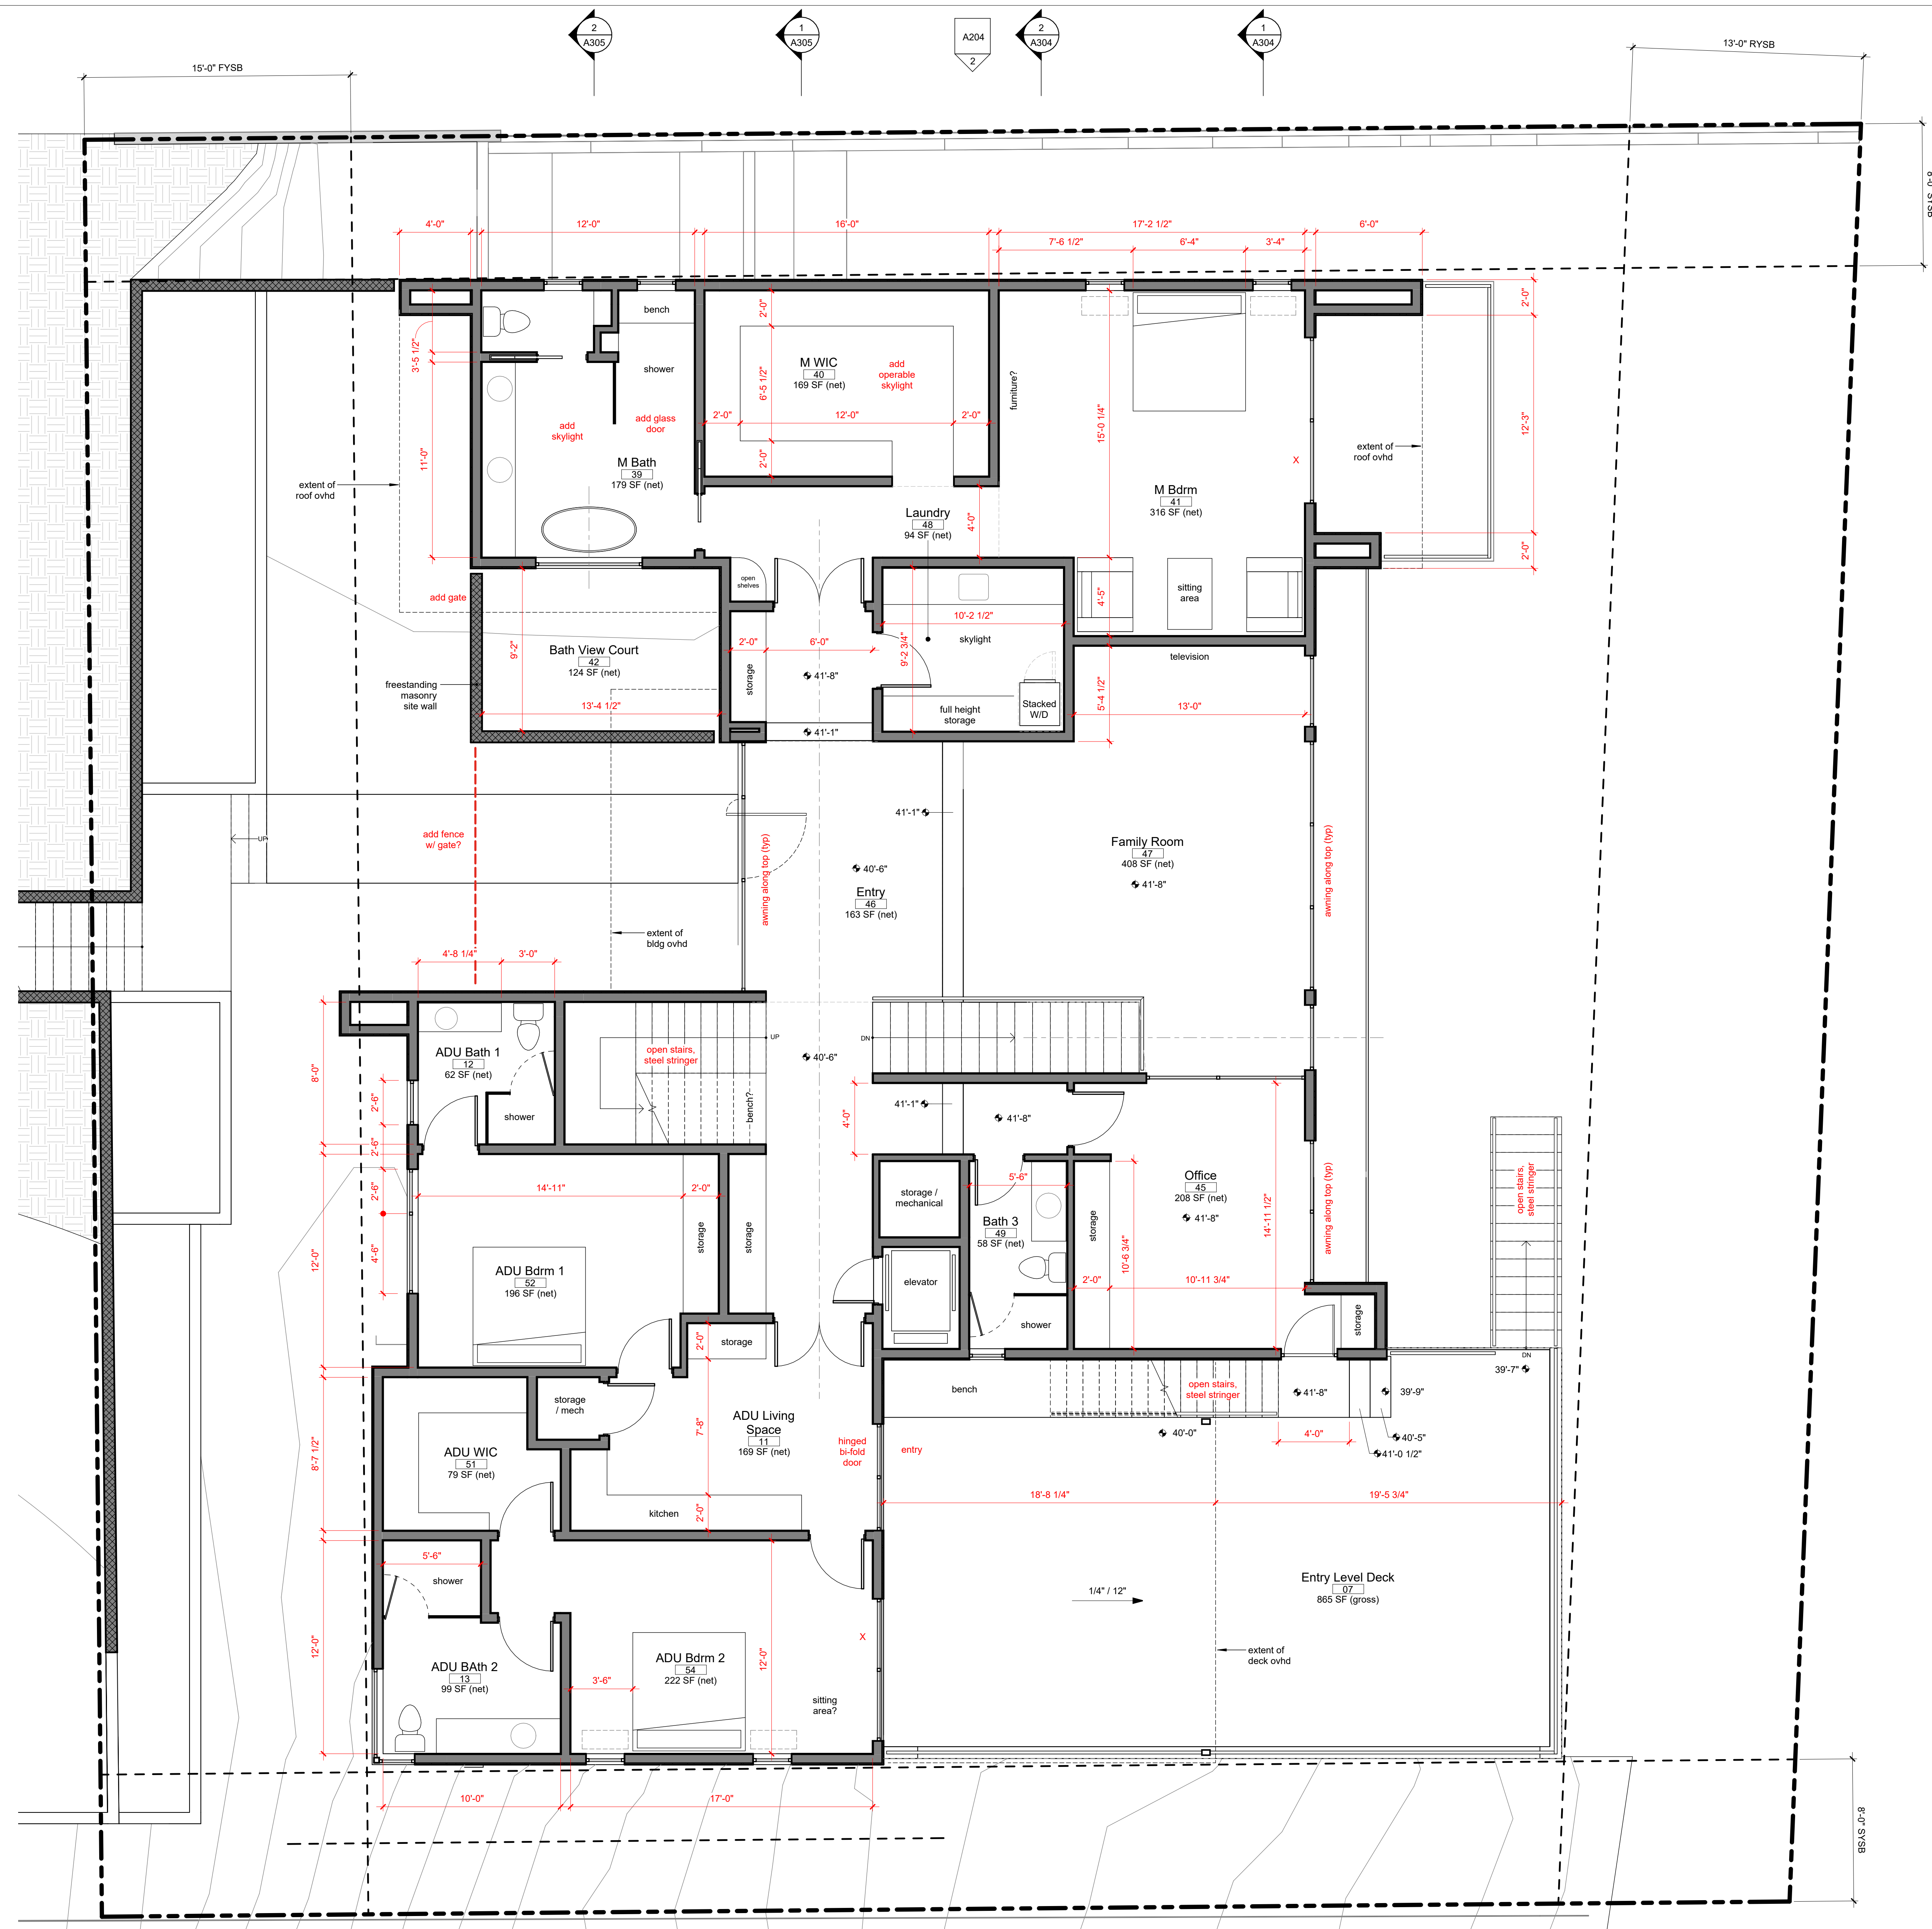 2
A305
1
A305
A204
2
2
A304
1
A304
15'-0" FYSB
13'-0" RYSB
8'-0" SYSB
4'-0"
12'-0"
16'-0"
17'-2 1/2"
6'-0"
7'-6 1/2"
6'-4"
3'-4"
bench
shower
3'-5 1/2"
11'-0"
add
skylight
add glass
door
M Bath
39
179 SF (net)
2'-0"
6'-5 1/2"
M WIC
40
169 SF (net)
add
operable
skylight
2'-0"
12'-0"
2'-0"
2'-0"
furniture?
15'-0 1/4"
X
M Bdrm
41
316 SF (net)
2'-0"
12'-3"
2'-0"
extent of
roof ovhd
extent of
roof ovhd
Laundry
48
94 SF (net)
4'-0"
open
shelves
add gate
9'-2"
Bath View Court
42
124 SF (net)
freestanding
masonry
site wall
13'-4 1/2"
2'-0"
6'-0"
storage
41'-8"
41'-1"
10'-2 1/2"
9'-2 3/4"
skylight
full height
storage
Stacked
W/D
4'-5"
sitting
area
television
5'-4 1/2"
13'-0"
UP
add fence
w/ gate?
awning along top (typ)
41'-1"
40'-6"
Entry
46
163 SF (net)
Family Room
47
408 SF (net)
41'-8"
awning along top (typ)
extent of
bldg ovhd
4'-8 1/4"
3'-0"
8'-0"
2'-6"
2'-6"
2'-6"
4'-6"
12'-0"
ADU Bath 1
12
62 SF (net)
shower
open stairs,
steel stringer
bench?
UP
40'-6"
DN
41'-1"
4'-0"
41'-8"
14'-11"
2'-0"
storage
storage
ADU Bdrm 1
52
196 SF (net)
storage /
mechanical
elevator
5'-6"
Bath 3
49
58 SF (net)
shower
storage
10'-6 3/4"
2'-0"
10'-11 3/4"
Office
45
208 SF (net)
41'-8"
14'-11 1/2"
awning along top (typ)
open stairs,
steel stringer
storage
DN
39'-7"
storage
2'-0"
storage
/ mech
7'-8"
ADU Living
Space
11
169 SF (net)
hinged
bi-fold
door
entry
bench
open stairs,
steel stringer
41'-8"
39'-9"
40'-0"
4'-0"
40'-5"
41'-0 1/2"
8'-7 1/2"
ADU WIC
51
79 SF (net)
kitchen
2'-0"
18'-8 1/4"
19'-5 3/4"
5'-6"
shower
12'-0"
ADU BAth 2
13
99 SF (net)
3'-6"
ADU Bdrm 2
54
222 SF (net)
12'-0"
X
sitting
area?
1/4" / 12"
Entry Level Deck
07
865 SF (gross)
extent of
deck ovhd
10'-0"
17'-0"
8'-0" SYSB